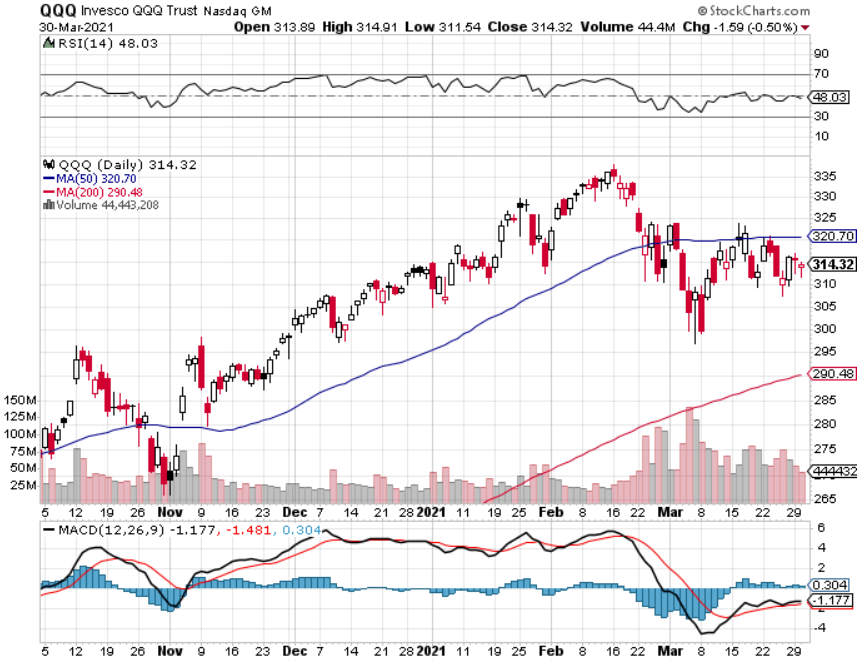 QQQ Invesco QQQ Trust Nasdaq GM ©StockCharts.com
30-Mar-2021 Open 313.89 High 314.91 Low 311.54 Close 314.32 Volume 44.4M Chg -1.59 (-0.50%)
RSI(14) 48.03
90
70
48.03
30
10
QQQ (Daily) 314.32
MA(50) 320.70
MA(200) 290.48
Volume 44,443,208
335
330
325
320.70
314.32
310
305
300
295
290.48
285
280
275
265
150M
125M
100M
75M
50M
25M
444432
5 12 19 26 Nov 9 16 23 Dec 7 14 21 28 2021 11 19 25 Feb 8 16 22 Mar 8 15 22 29
MACD(12,26,9) -1.177, -1.481, 0.304
6
4
2
0.304
-1.177
-4
5 12 19 26 Nov 9 16 23 Dec 7 14 21 28 2021 11 19 25 Feb 8 16 22 Mar 8 15 22 29